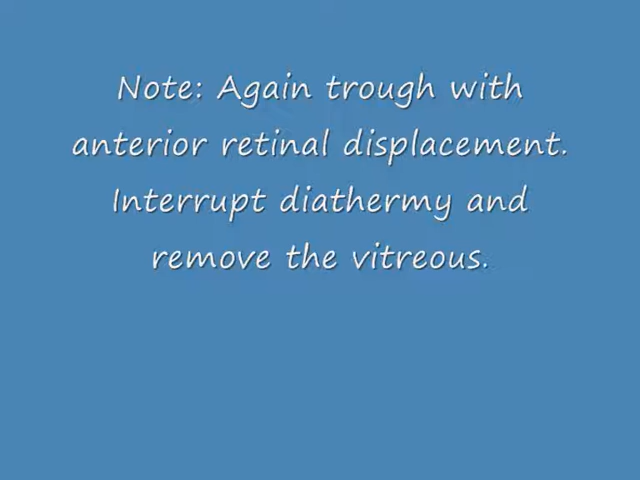 Note: Again trough with
anterior retinal displacement.
Interrupt diathermy and
remove the vitreous.